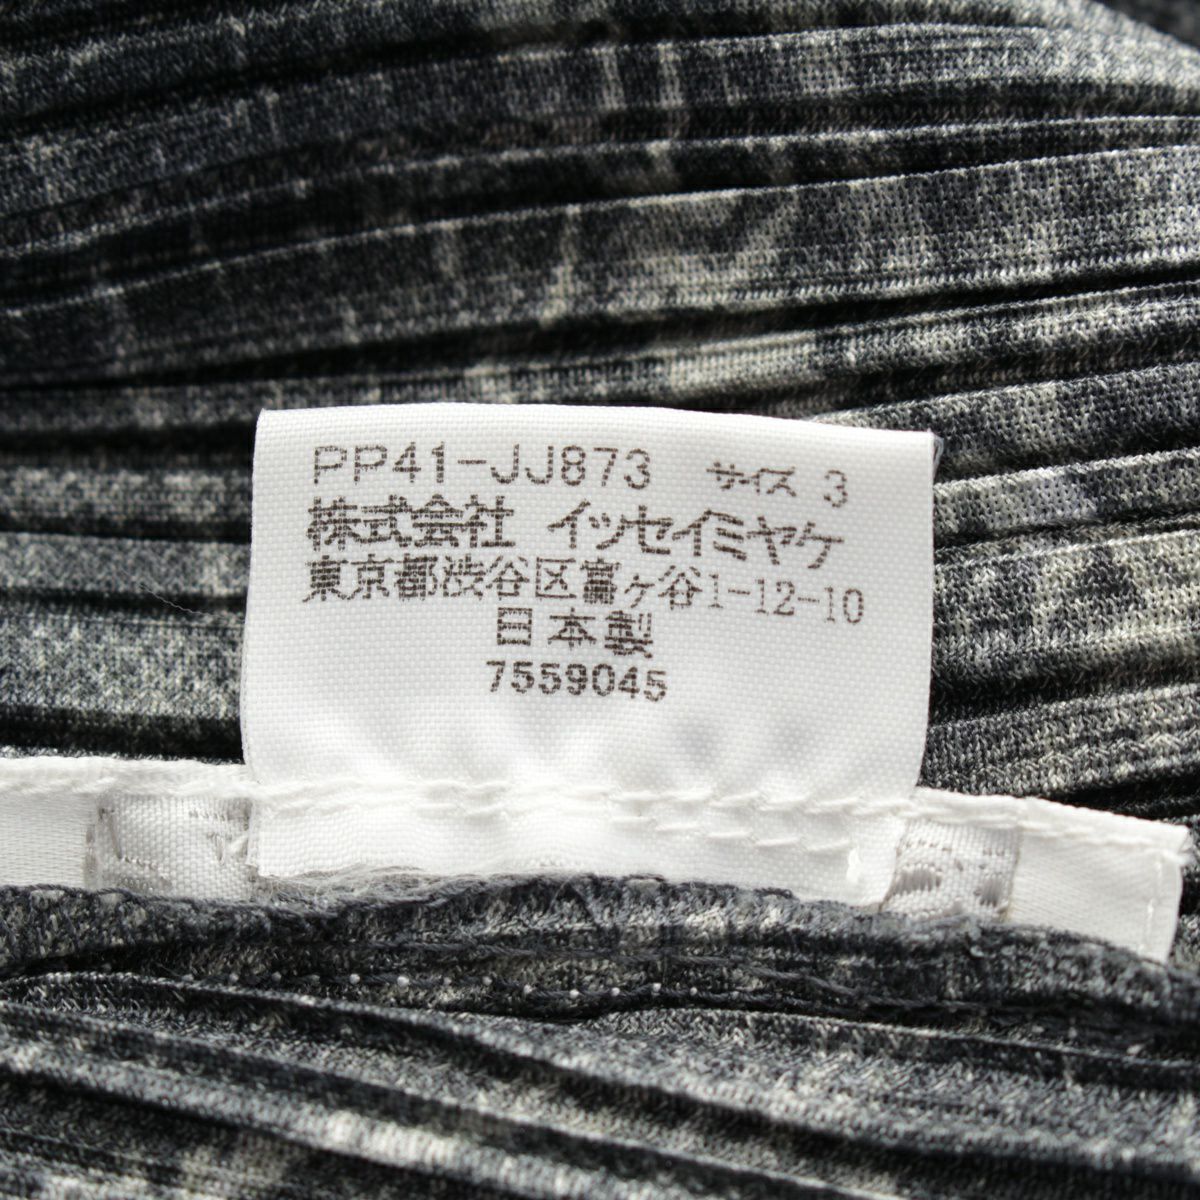 PP41-JJ873 サイズ 3
株式会社 イッセイミヤケ
東京都渋谷区富ヶ谷1-12-10
日本製
7559045